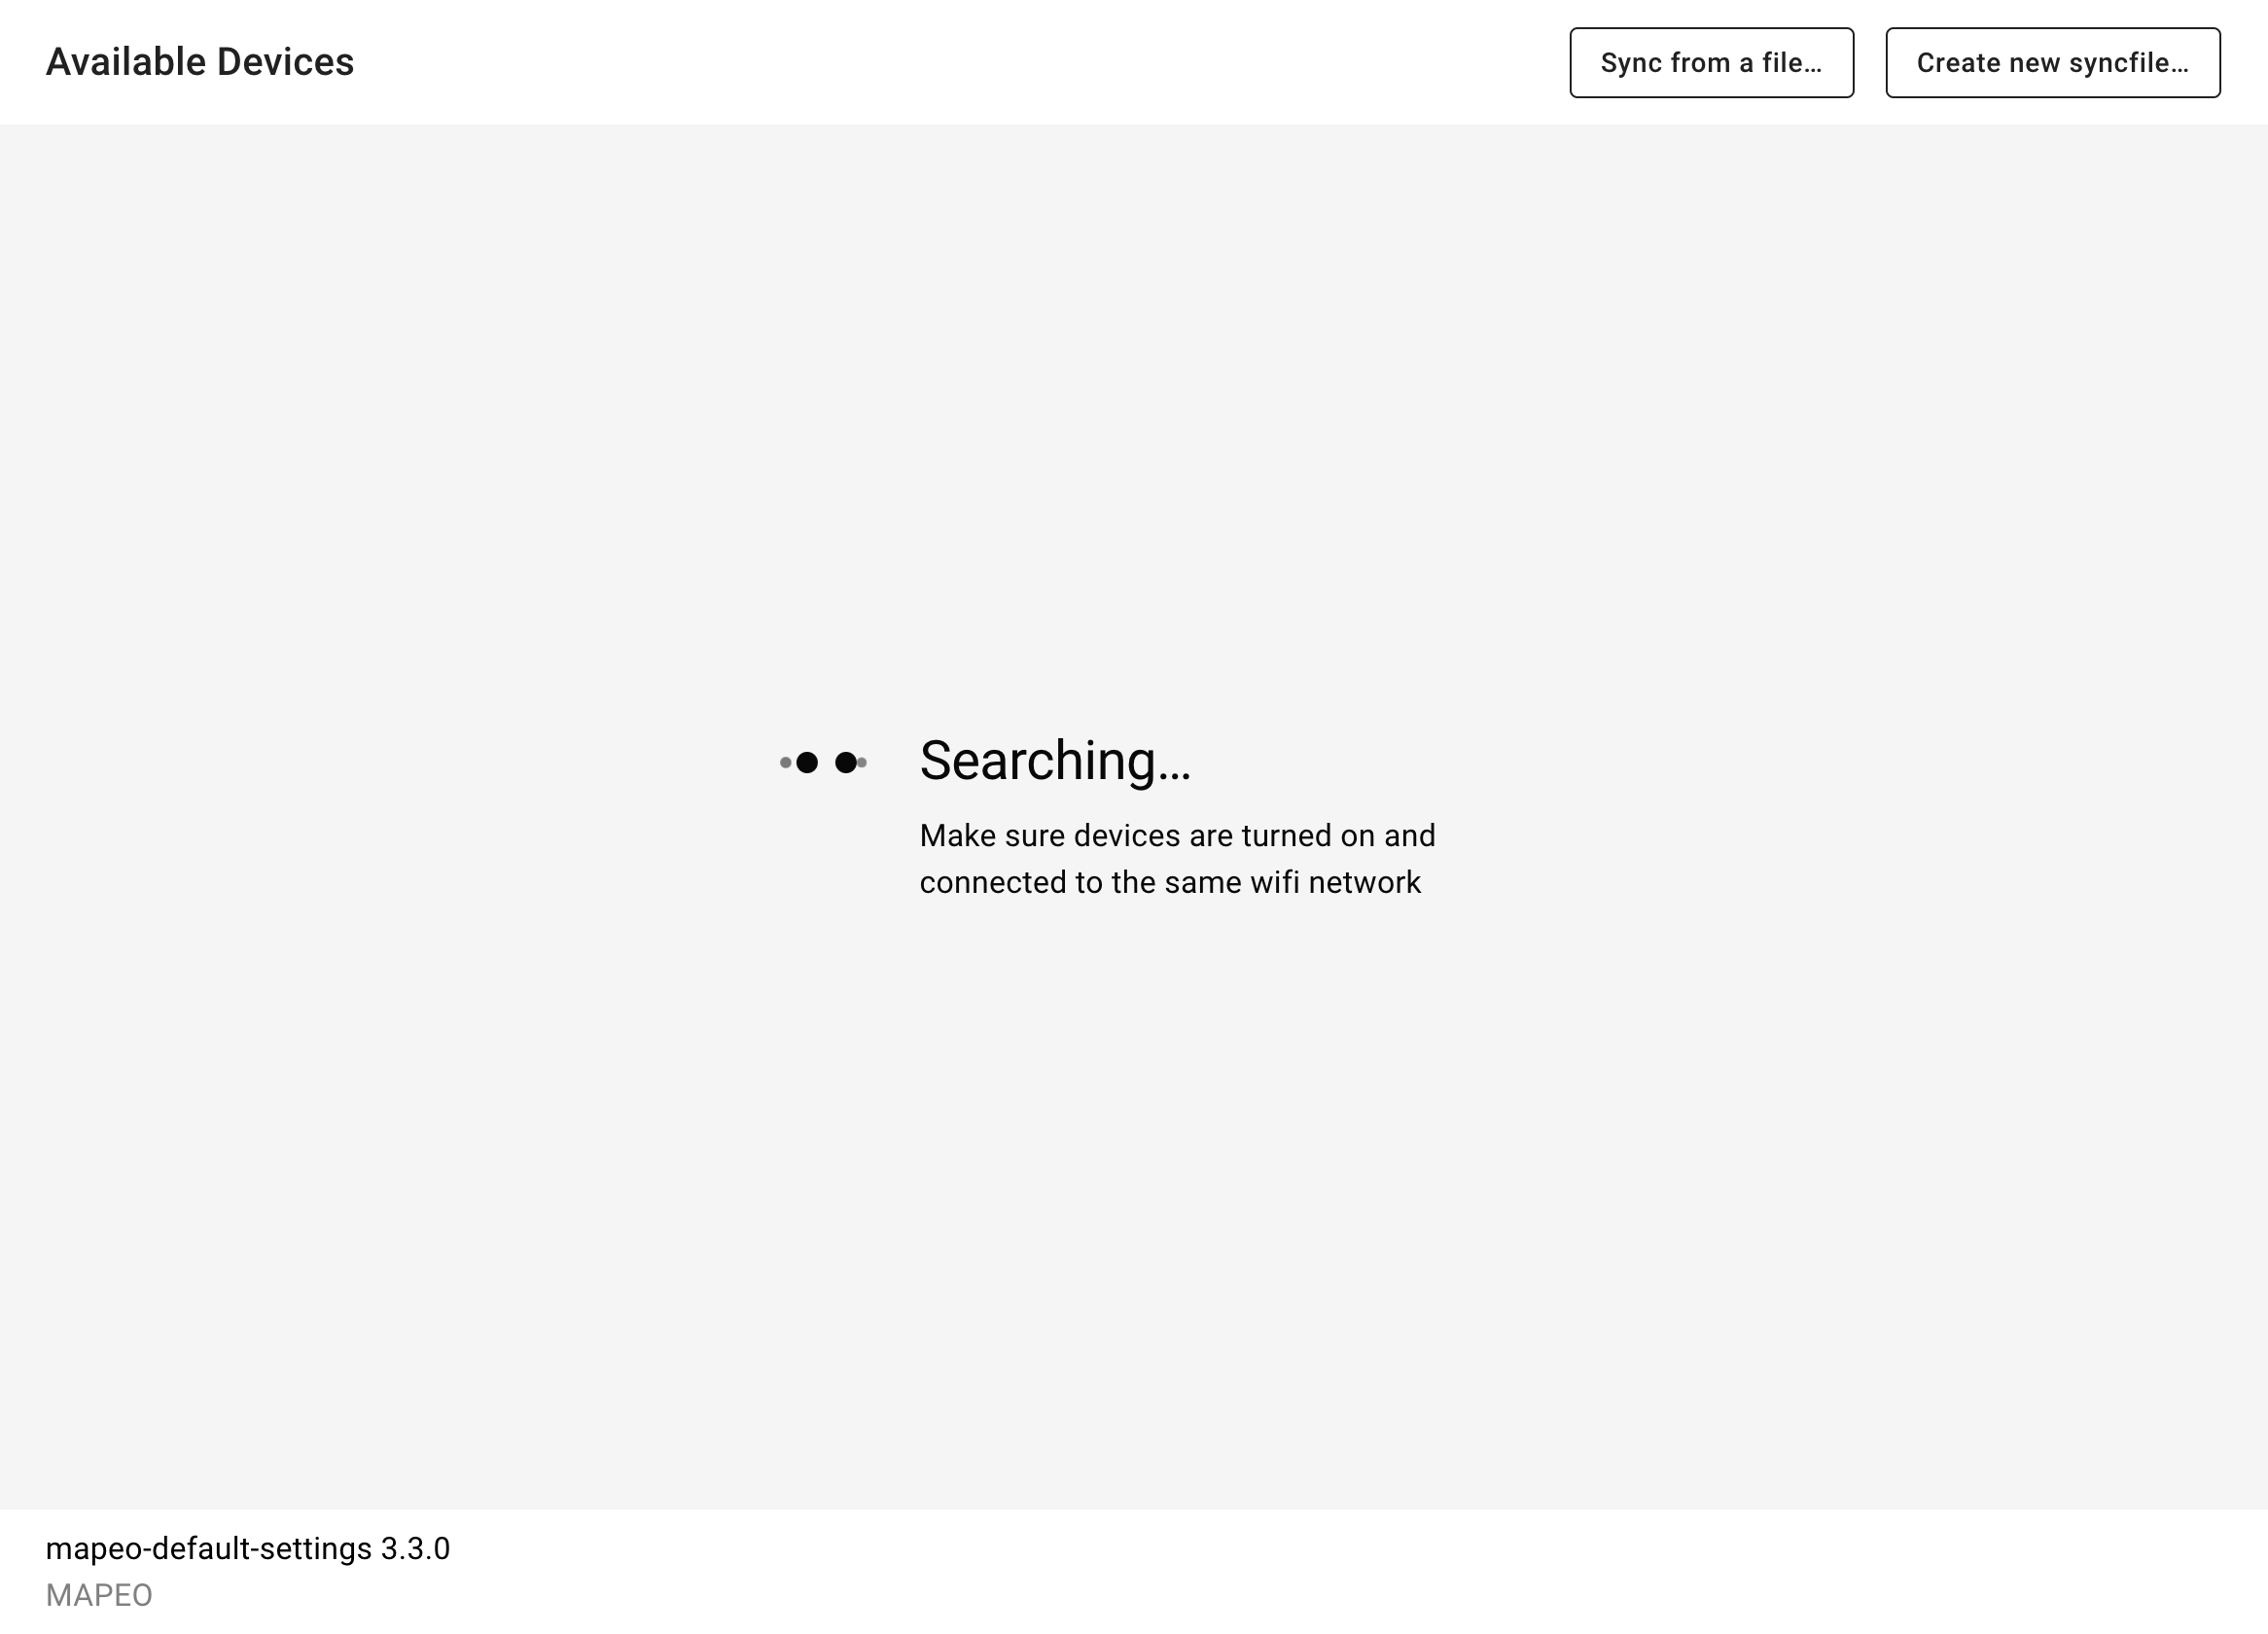 Available Devices
Sync from a file…
Create new syncfile…
Searching…
Make sure devices are turned on and
connected to the same wifi network
mapeo-default-settings 3.3.0
MAPEO